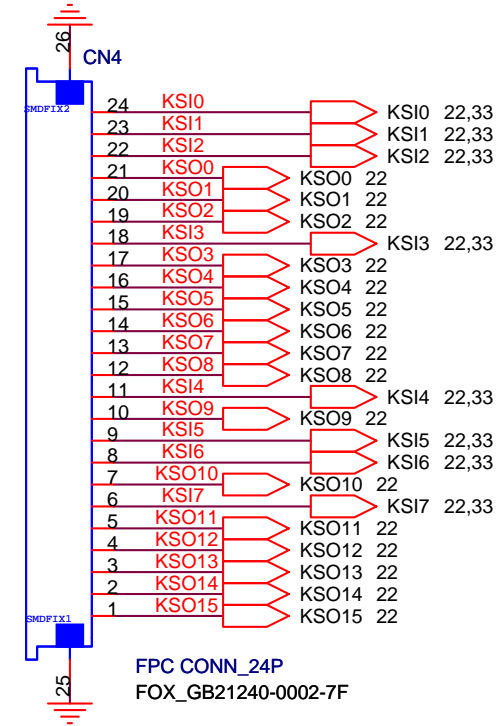 26
CN4
SMDFIX2
24 KSI0 KSI0 22,33
23 KSI1 KSI1 22,33
22 KSI2 KSI2 22,33
21 KSO0 KSO0 22
20 KSO1 KSO1 22
19 KSO2 KSO2 22
18 KSI3 KSI3 22,33
17 KSO3 KSO3 22
16 KSO4 KSO4 22
15 KSO5 KSO5 22
14 KSO6 KSO6 22
13 KSO7 KSO7 22
12 KSO8 KSO8 22
11 KSI4 KSI4 22,33
10 KSO9 KSO9 22
9 KSI5 KSI5 22,33
8 KSI6 KSI6 22,33
7 KSO10 KSO10 22
6 KSI7 KSI7 22,33
5 KSO11 KSO11 22
4 KSO12 KSO12 22
3 KSO13 KSO13 22
2 KSO14 KSO14 22
1 KSO15 KSO15 22
SMDFIX1
25
FPC CONN_24P
FOX_GB21240-0002-7F